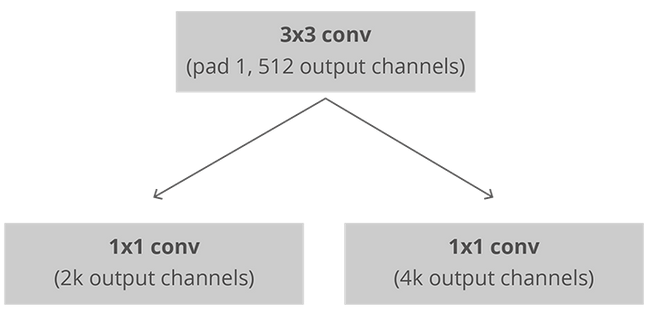 3x3 conv
(pad 1, 512 output channels)
1x1 conv
(2k output channels)
1x1 conv
(4k output channels)